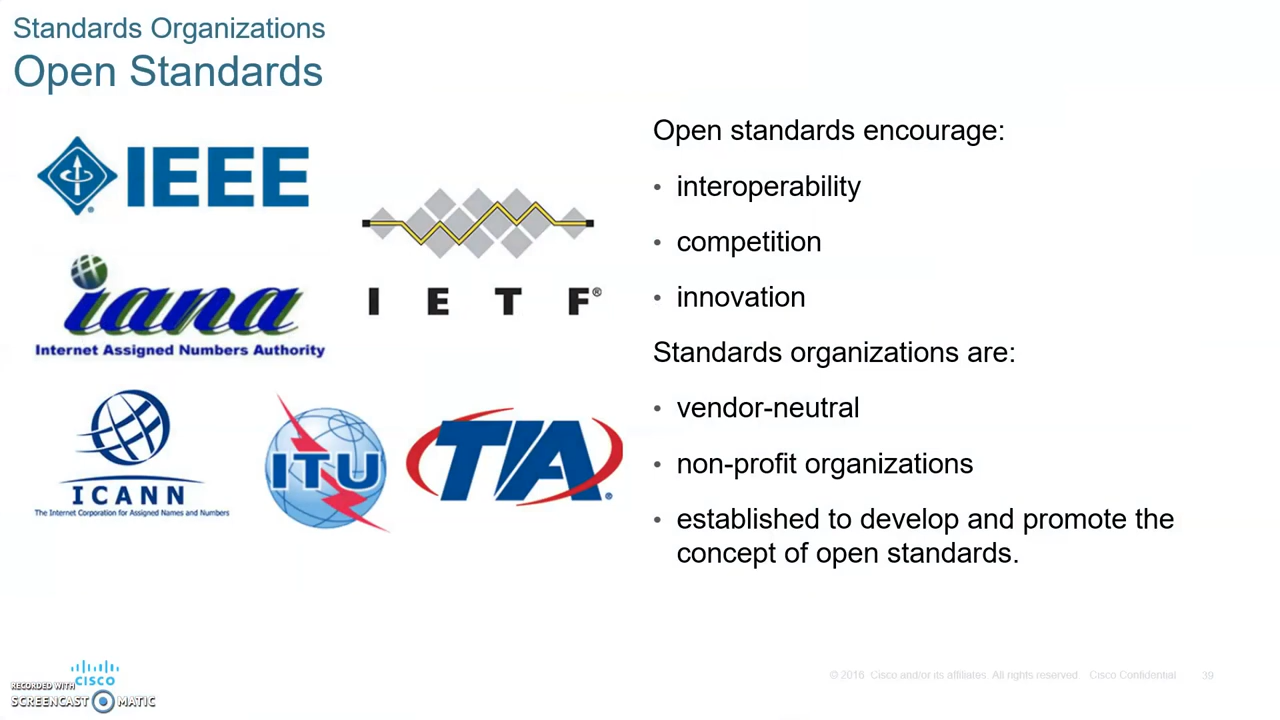 Standards Organizations
Open Standards
IEEE
iana
Internet Assigned Numbers Authority
I E T F®
ICANN
The Internet Corporation for Assigned Names and Numbers
ITU
TIA®
Open standards encourage:
• interoperability
• competition
• innovation
Standards organizations are:
• vendor-neutral
• non-profit organizations
• established to develop and promote the
concept of open standards.
CISCO
RECORDED WITH
SCREENCAST MATIC
© 2016 Cisco and/or its affiliates. All rights reserved. Cisco Confidential 39